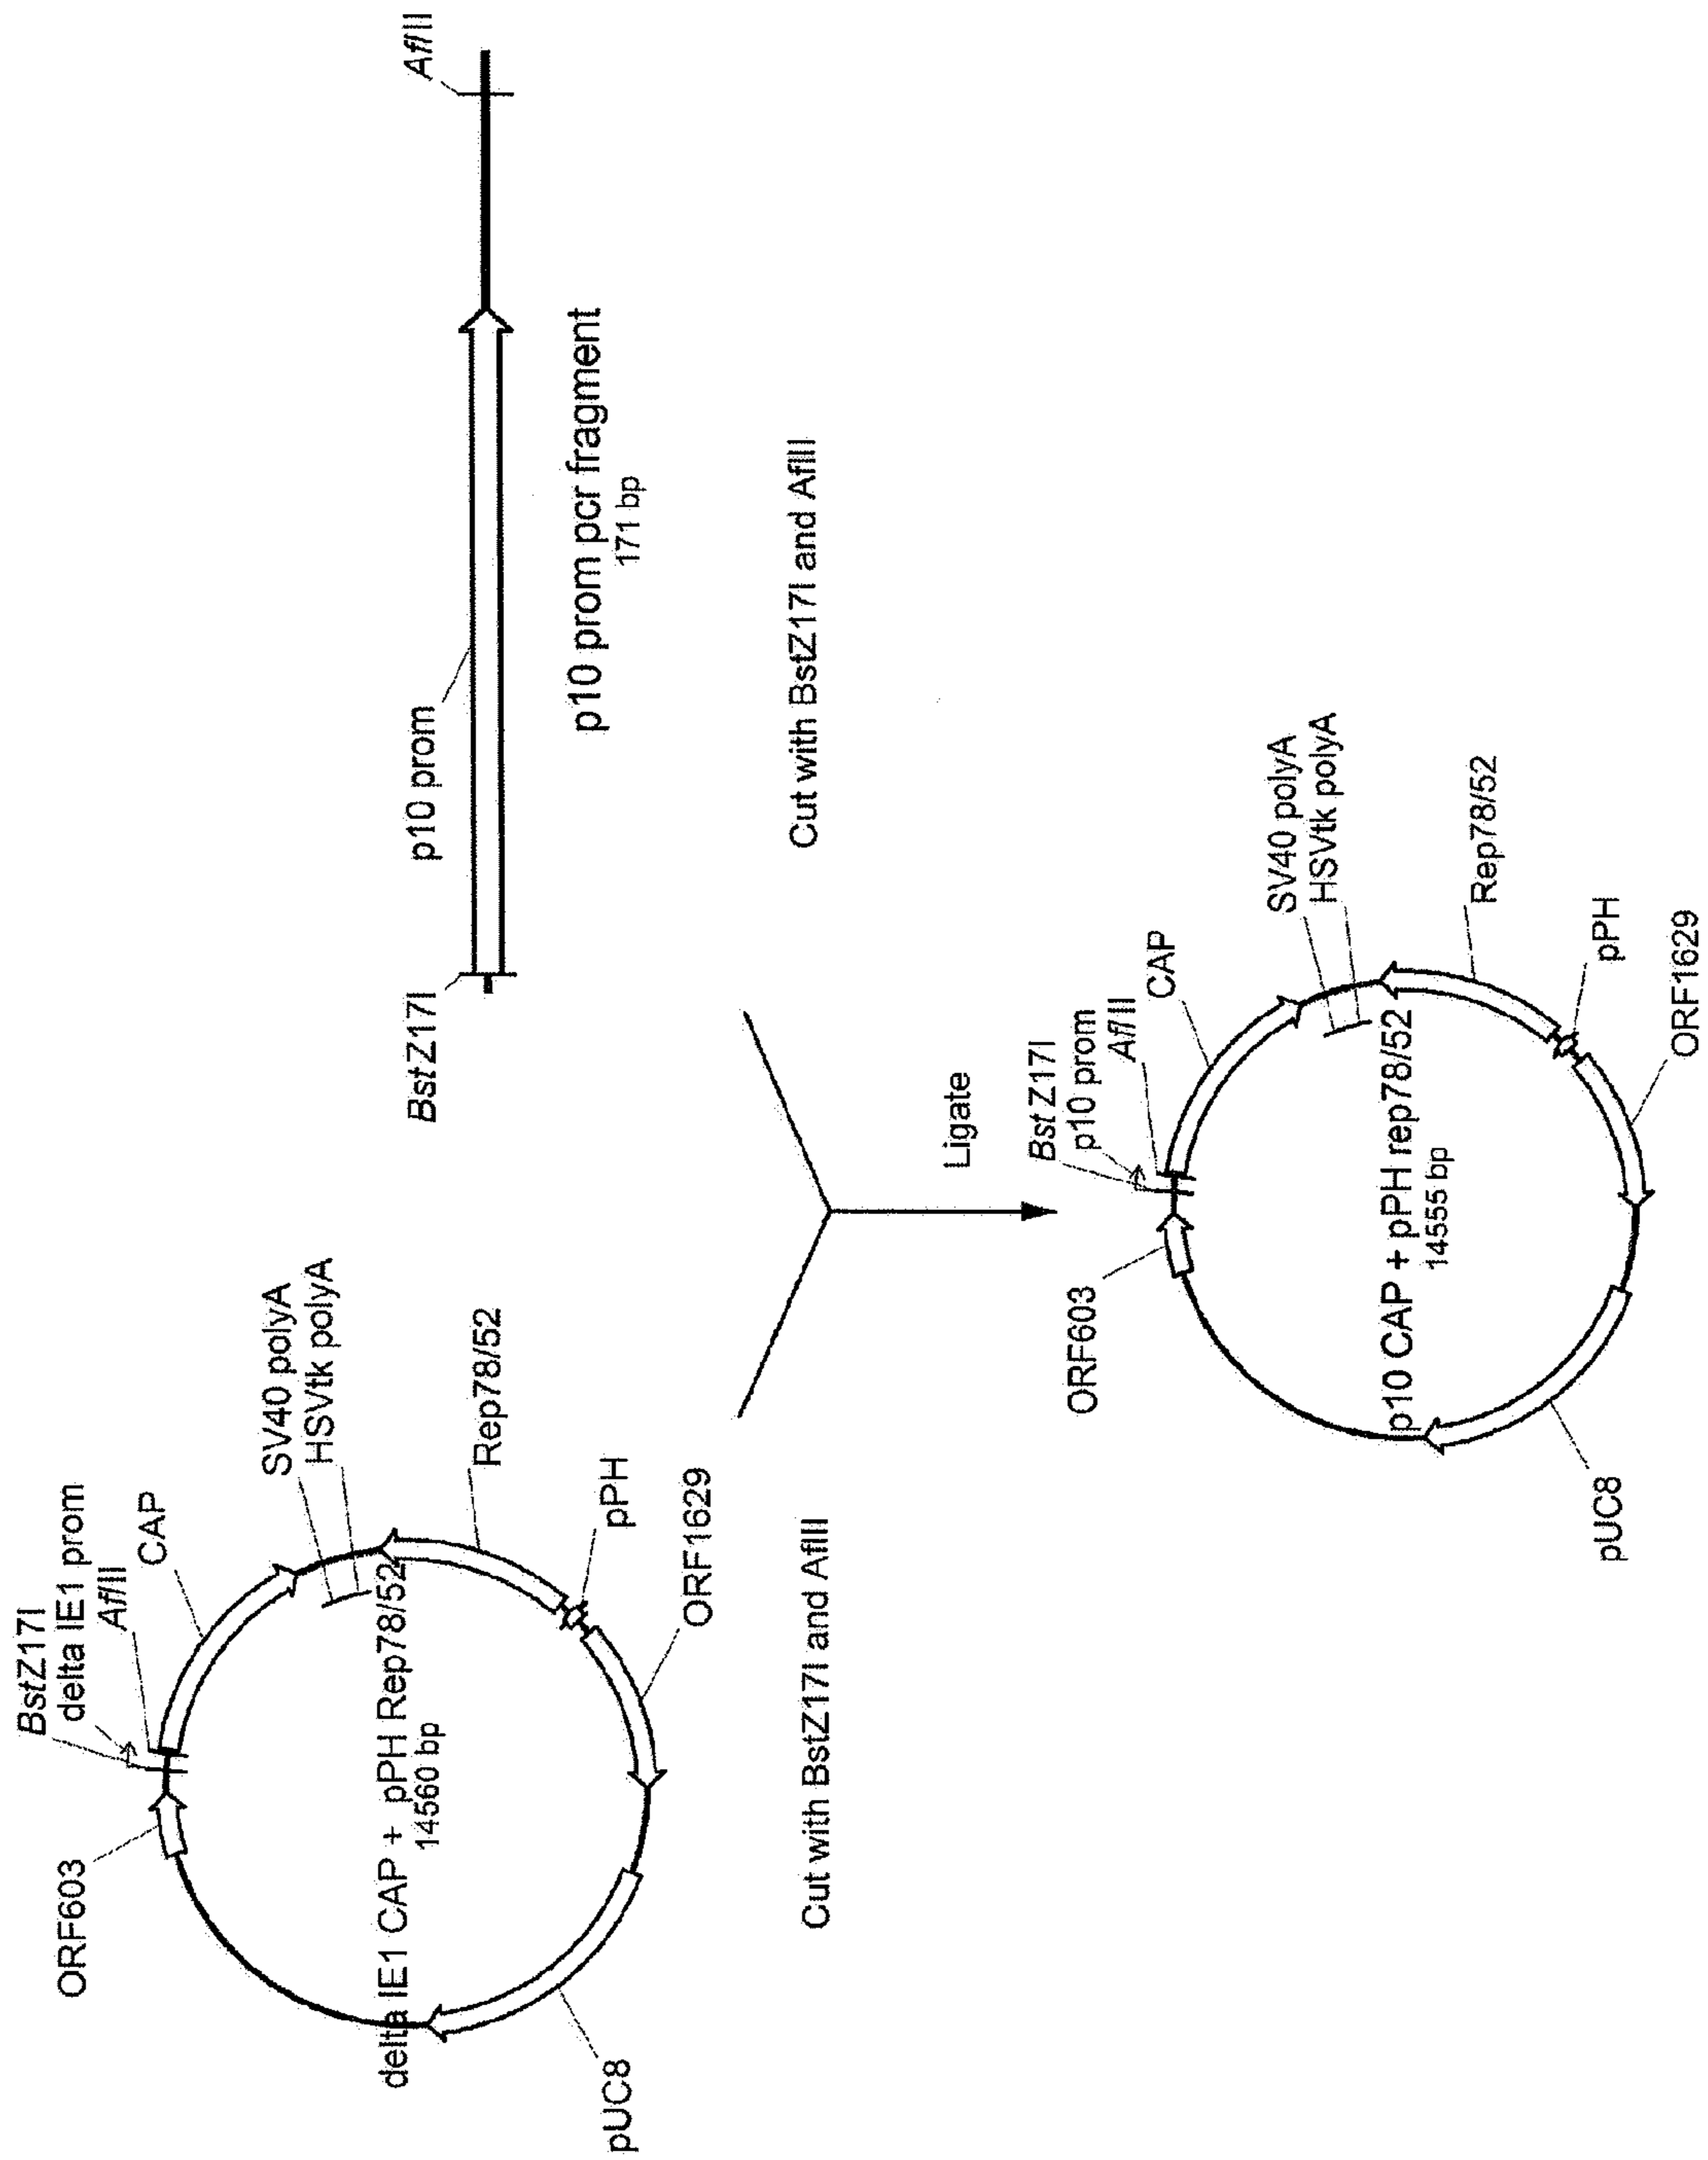 BstZ17I
delta IE1 prom
AflII
CAP
ORF603
SV40 polyA
HSVtk polyA
delta IE1 CAP + pPH Rep78/52
14560 bp
Rep78/52
pPH
ORF1629
pUC8
Cut with BstZ17I and AflII
BstZ17I
p10 prom
AflII
p10 prom pcr fragment
171 bp
Cut with BstZ17I and AflII
Ligate
BstZ17I
p10 prom
AflII
CAP
ORF603
SV40 polyA
HSVtk polyA
p10 CAP + pPH rep78/52
14555 bp
Rep78/52
pPH
ORF1629
pUC8